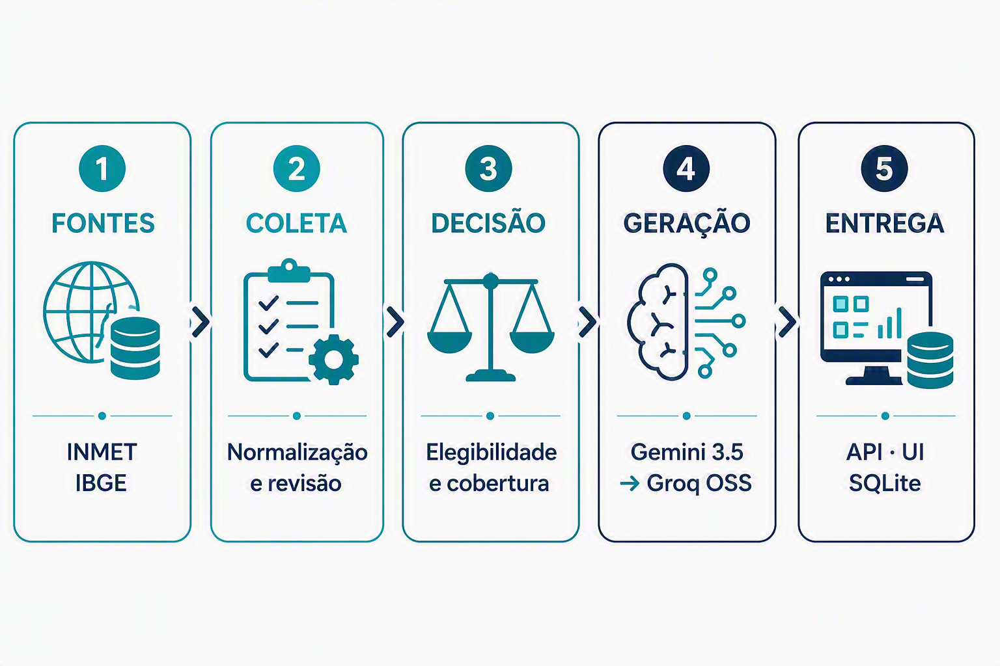 1
FONTES
INMET
IBGE
2
COLETA
Normalização
e revisão
3
DECISÃO
Elegibilidade
e cobertura
4
GERAÇÃO
Gemini 3.5
→ Groq OSS
5
ENTREGA
API · UI
SQLite